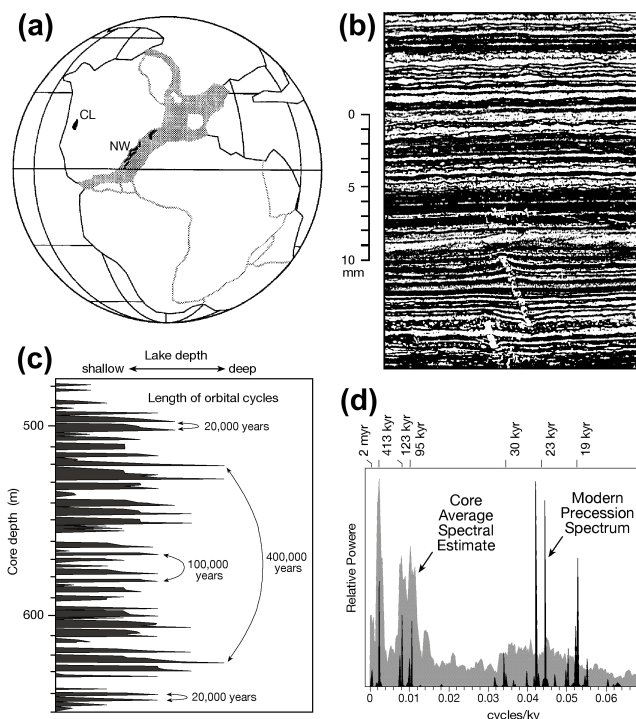 (a)
CL
NW
(b)
0
5
10
mm
(c)
Lake depth
shallow
deep
Length of orbital cycles
20,000 years
500
400,000
years
100,000
years
600
20,000 years
Core depth (m)
(d)
2 myr
413 kyr
123 kyr
95 kyr
30 kyr
23 kyr
19 kyr
Core
Average
Spectral
Estimate
Modern
Precession
Spectrum
Relative Powere
0
0.01
0.02
0.03
0.04
0.05
0.06
cycles/ky